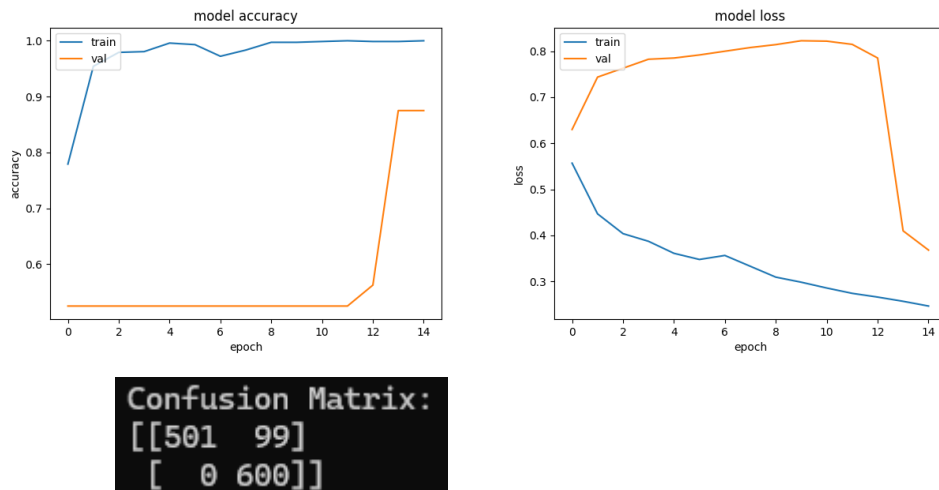 model accuracy
train
val
1.0
0.9
0.8
0.7
0.6
accuracy
0 2 4 6 8 10 12 14
epoch
model loss
train
val
0.8
0.7
0.6
0.5
0.4
0.3
loss
0 2 4 6 8 10 12 14
epoch
Confusion Matrix:
[[501 99]
[ 0 600]]